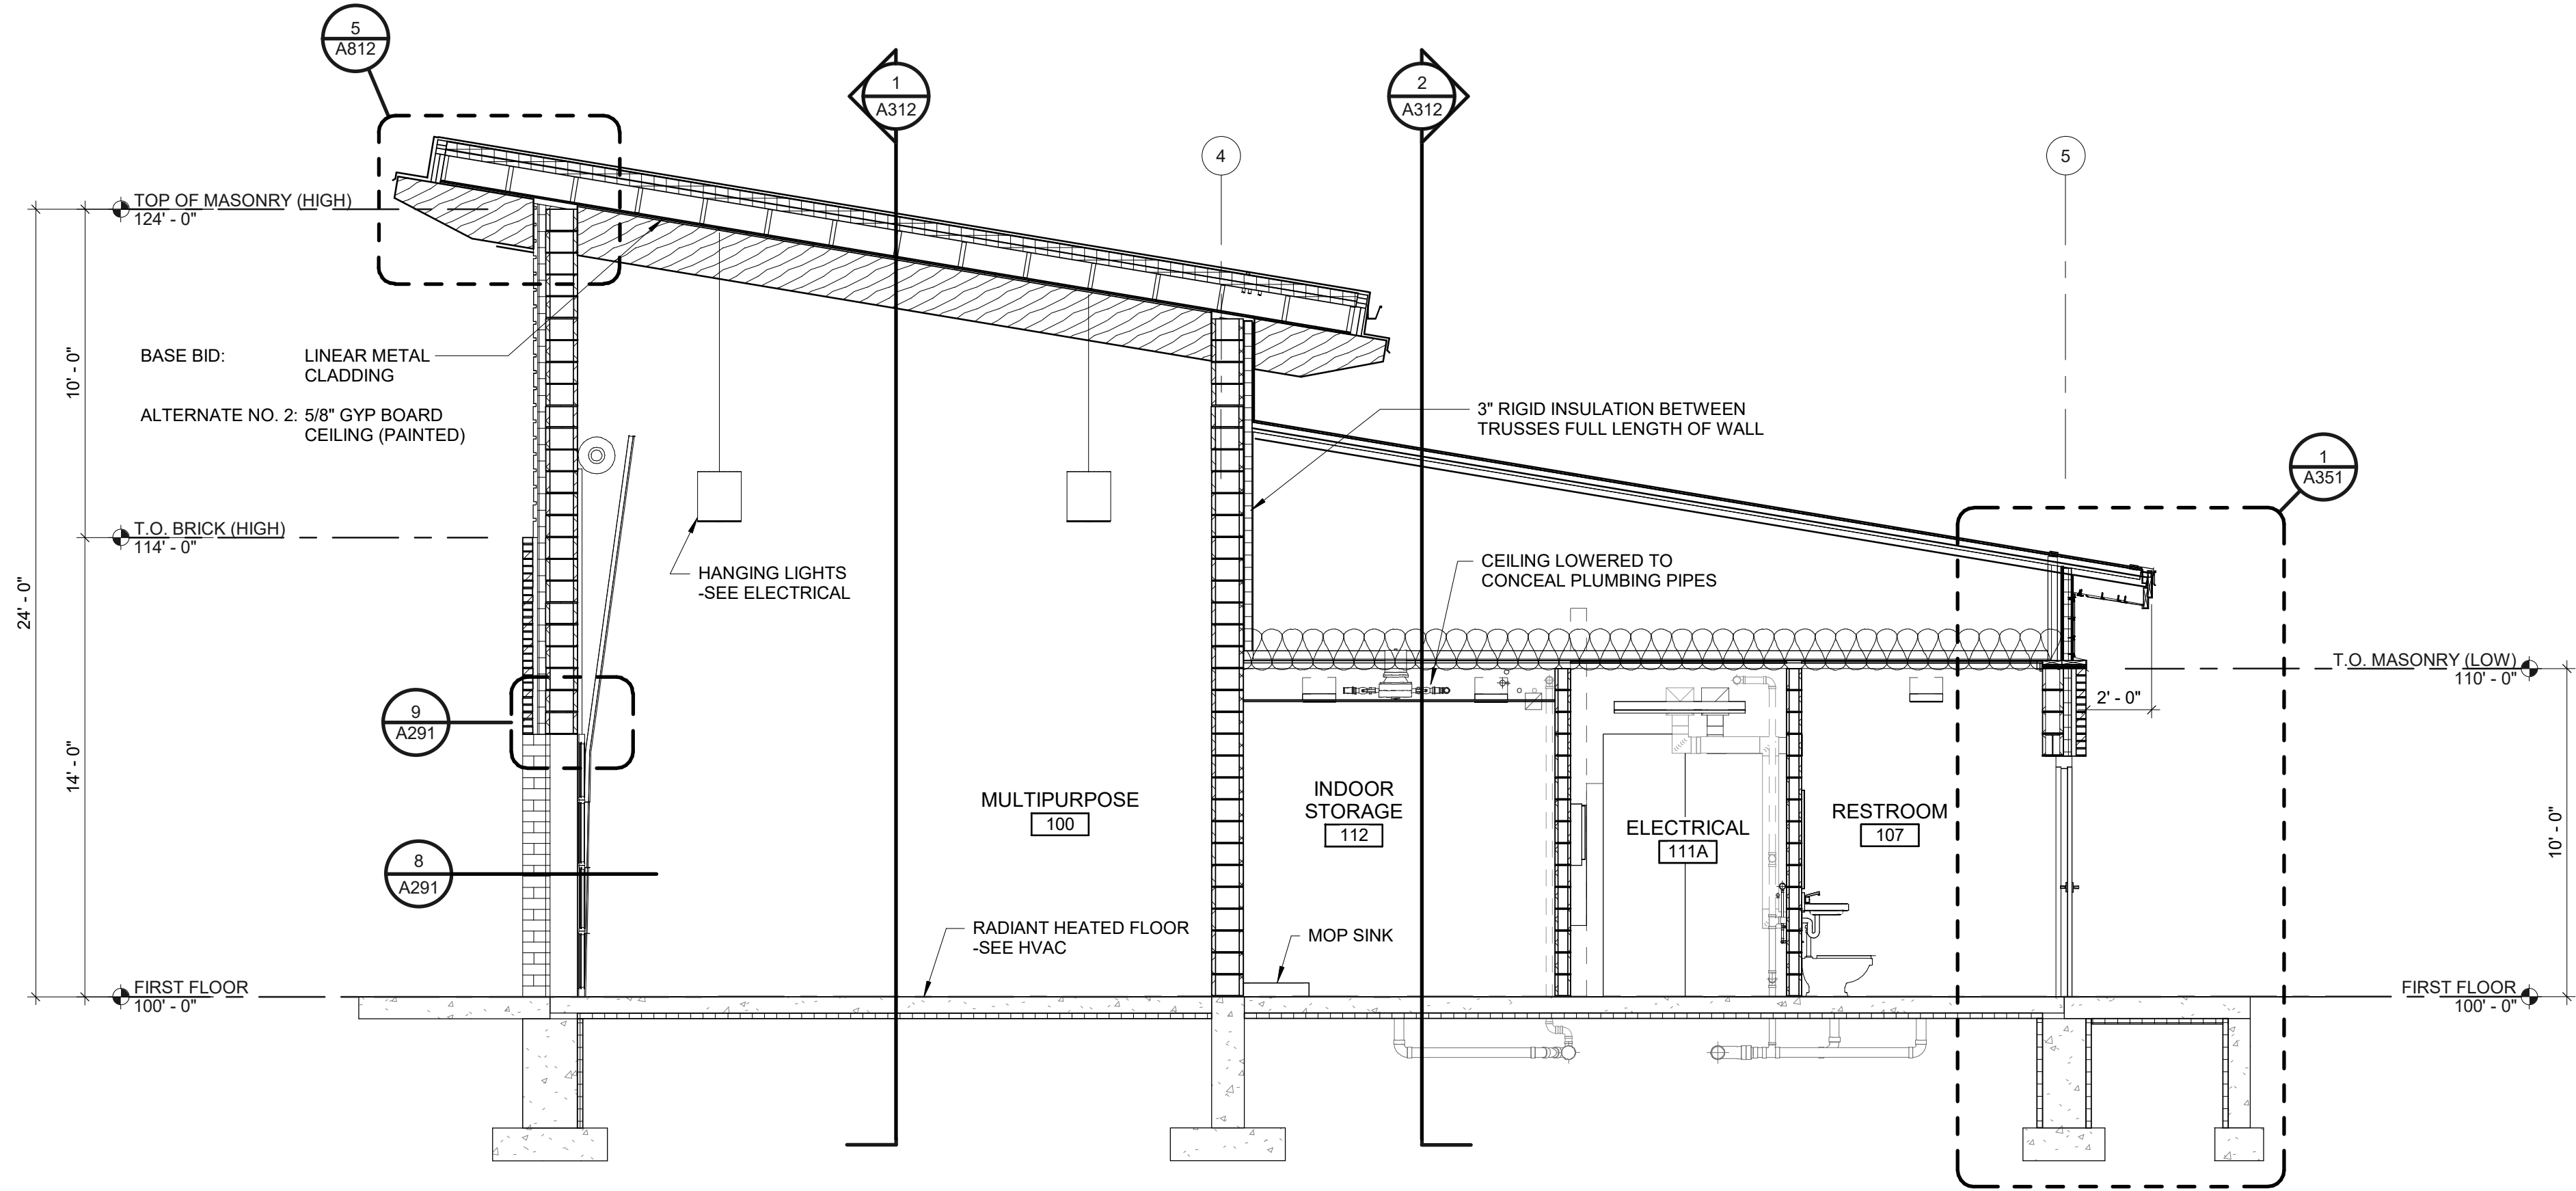 5
A812
1
A312
2
A312
4
5
TOP OF MASONRY (HIGH)
124' - 0"
10' - 0"
BASE BID: LINEAR METAL
CLADDING
ALTERNATE NO. 2: 5/8" GYP BOARD
CEILING (PAINTED)
3" RIGID INSULATION BETWEEN
TRUSSES FULL LENGTH OF WALL
1
A351
T.O. BRICK (HIGH)
114' - 0"
24' - 0"
HANGING LIGHTS
-SEE ELECTRICAL
CEILING LOWERED TO
CONCEAL PLUMBING PIPES
T.O. MASONRY (LOW)
110' - 0"
2' - 0"
9
A291
14' - 0"
10' - 0"
MULTIPURPOSE
100
INDOOR
STORAGE
112
ELECTRICAL
111A
RESTROOM
107
8
A291
RADIANT HEATED FLOOR
-SEE HVAC
MOP SINK
FIRST FLOOR
100' - 0"
FIRST FLOOR
100' - 0"